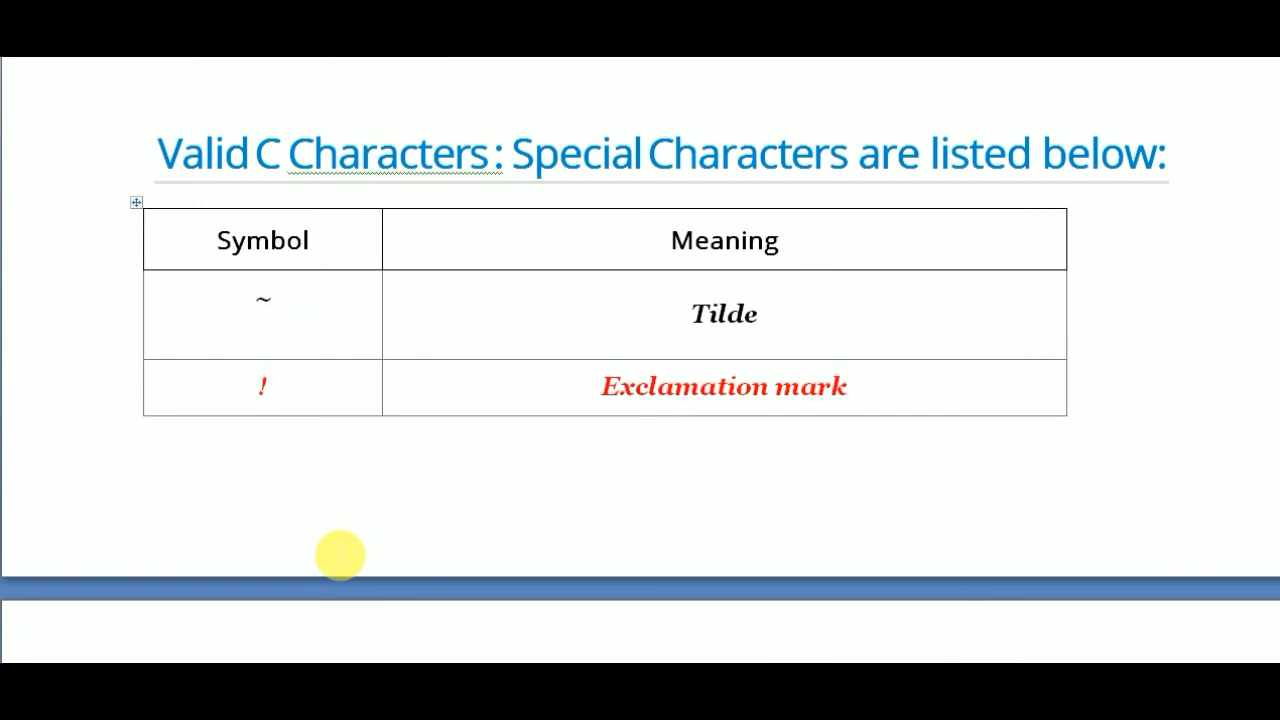 Valid C Characters : Special Characters are listed below:
Symbol Meaning
~ Tilde
! Exclamation mark